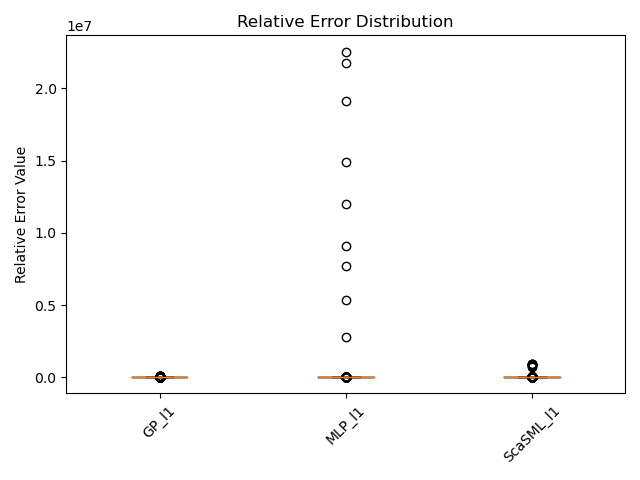 Relative Error Distribution
1e7
2.0
1.5
1.0
0.5
0.0
Relative Error Value
GP_l1
MLP_l1
ScaSML_l1